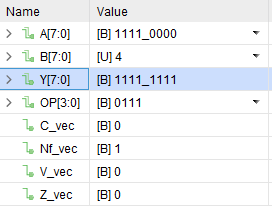 Name Value
A[7:0] [B] 1111_0000
B[7:0] [U] 4
Y[7:0] [B] 1111_1111
OP[3:0] [B] 0111
C_vec [B] 0
Nf_vec [B] 1
V_vec [B] 0
Z_vec [B] 0